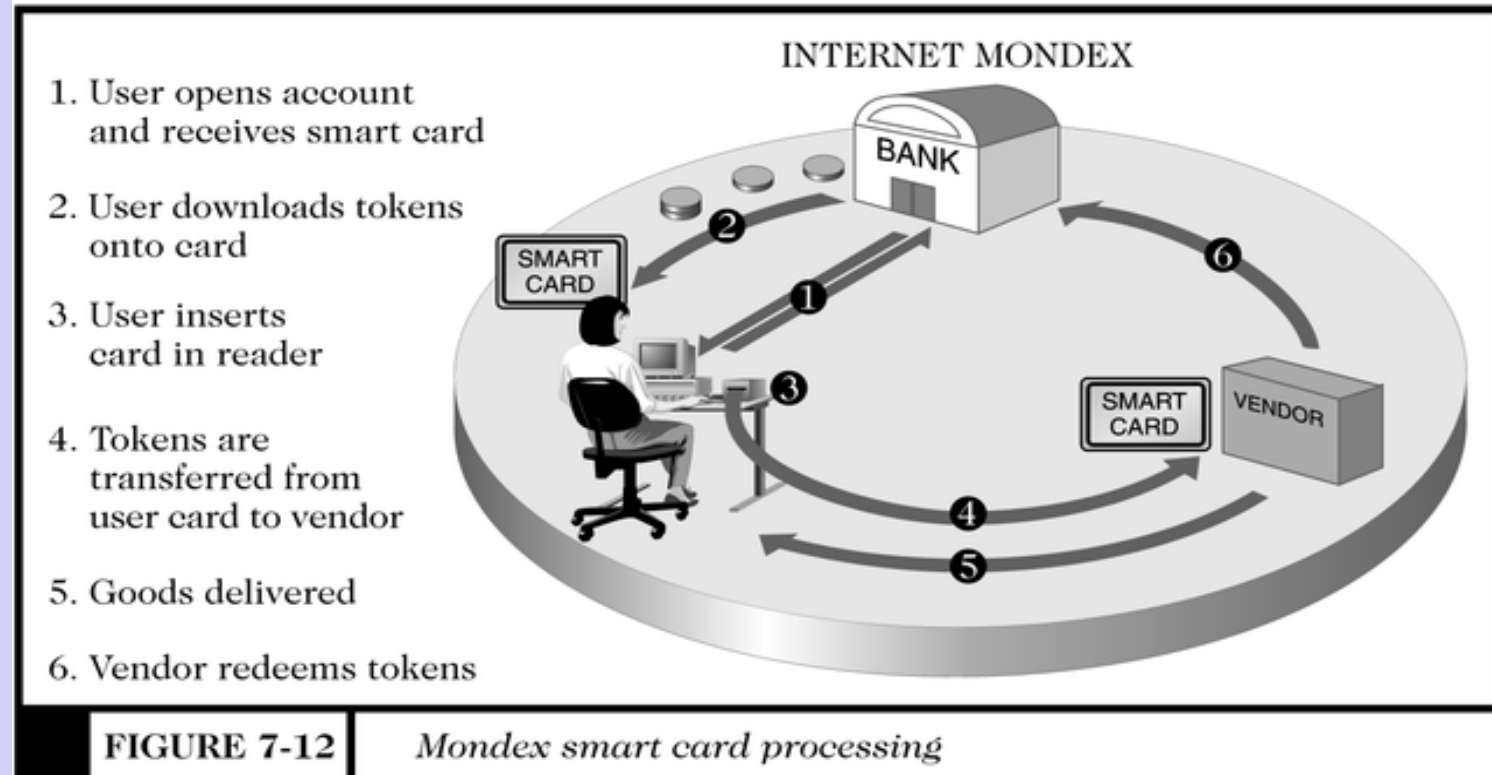 INTERNET MONDEX
1. User opens account
and receives smart card
2. User downloads tokens
onto card
3. User inserts
card in reader
4. Tokens are
transferred from
user card to vendor
5. Goods delivered
6. Vendor redeems tokens
BANK
2
SMART
CARD
1
6
3
SMART
CARD
VENDOR
4
5
FIGURE 7-12
Mondex smart card processing